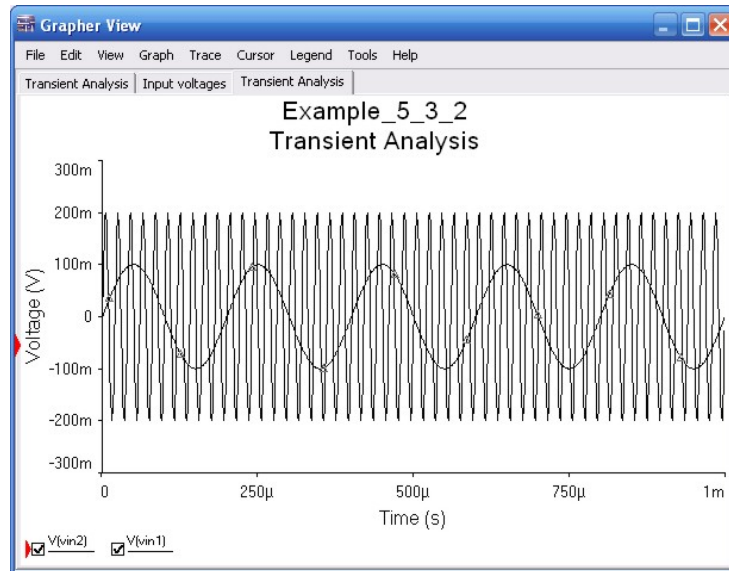 Grapher View
File Edit View Graph Trace Cursor Legend Tools Help
Transient Analysis Input voltages Transient Analysis
Example_5_3_2
Transient Analysis
300m
200m
100m
0
-100m
-200m
-300m
Voltage (V)
0 250μ 500μ 750μ 1m
Time (s)
V(vin2) V(vin1)